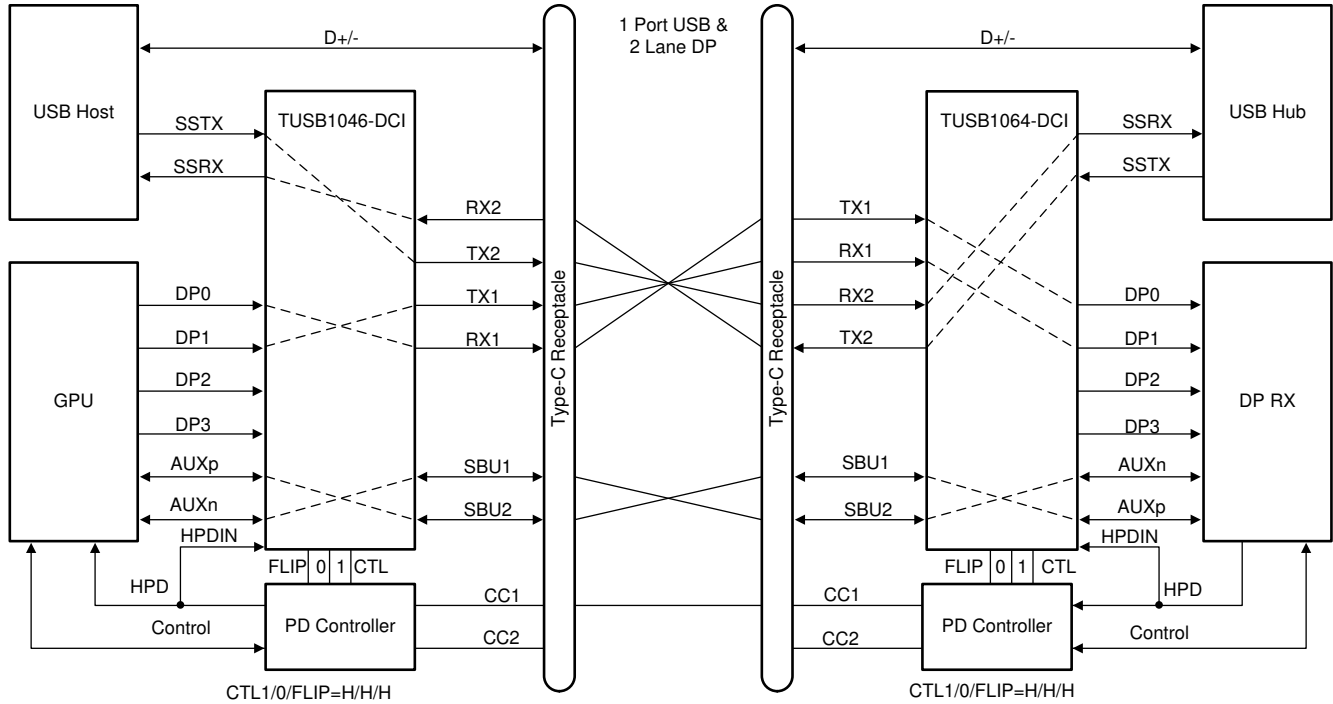 1 Port USB &
2 Lane DP
D+/-
D+/-
USB Host
TUSB1046-DCI
TUSB1064-DCI
USB Hub
SSTX
SSRX
SSRX
SSTX
RX2
TX2
TX1
RX1
TX1
RX1
RX2
TX2
Type-C Receptacle
Type-C Receptacle
GPU
DP0
DP1
DP2
DP3
AUXp
AUXn
HPDIN
SBU1
SBU2
SBU1
SBU2
DP0
DP1
DP2
DP3
AUXn
AUXp
HPDIN
DP RX
FLIP 0 1 CTL
FLIP 0 1 CTL
HPD
Control
PD Controller
CC1
CC2
CC1
CC2
PD Controller
HPD
Control
CTL1/0/FLIP=H/H/H
CTL1/0/FLIP=H/H/H